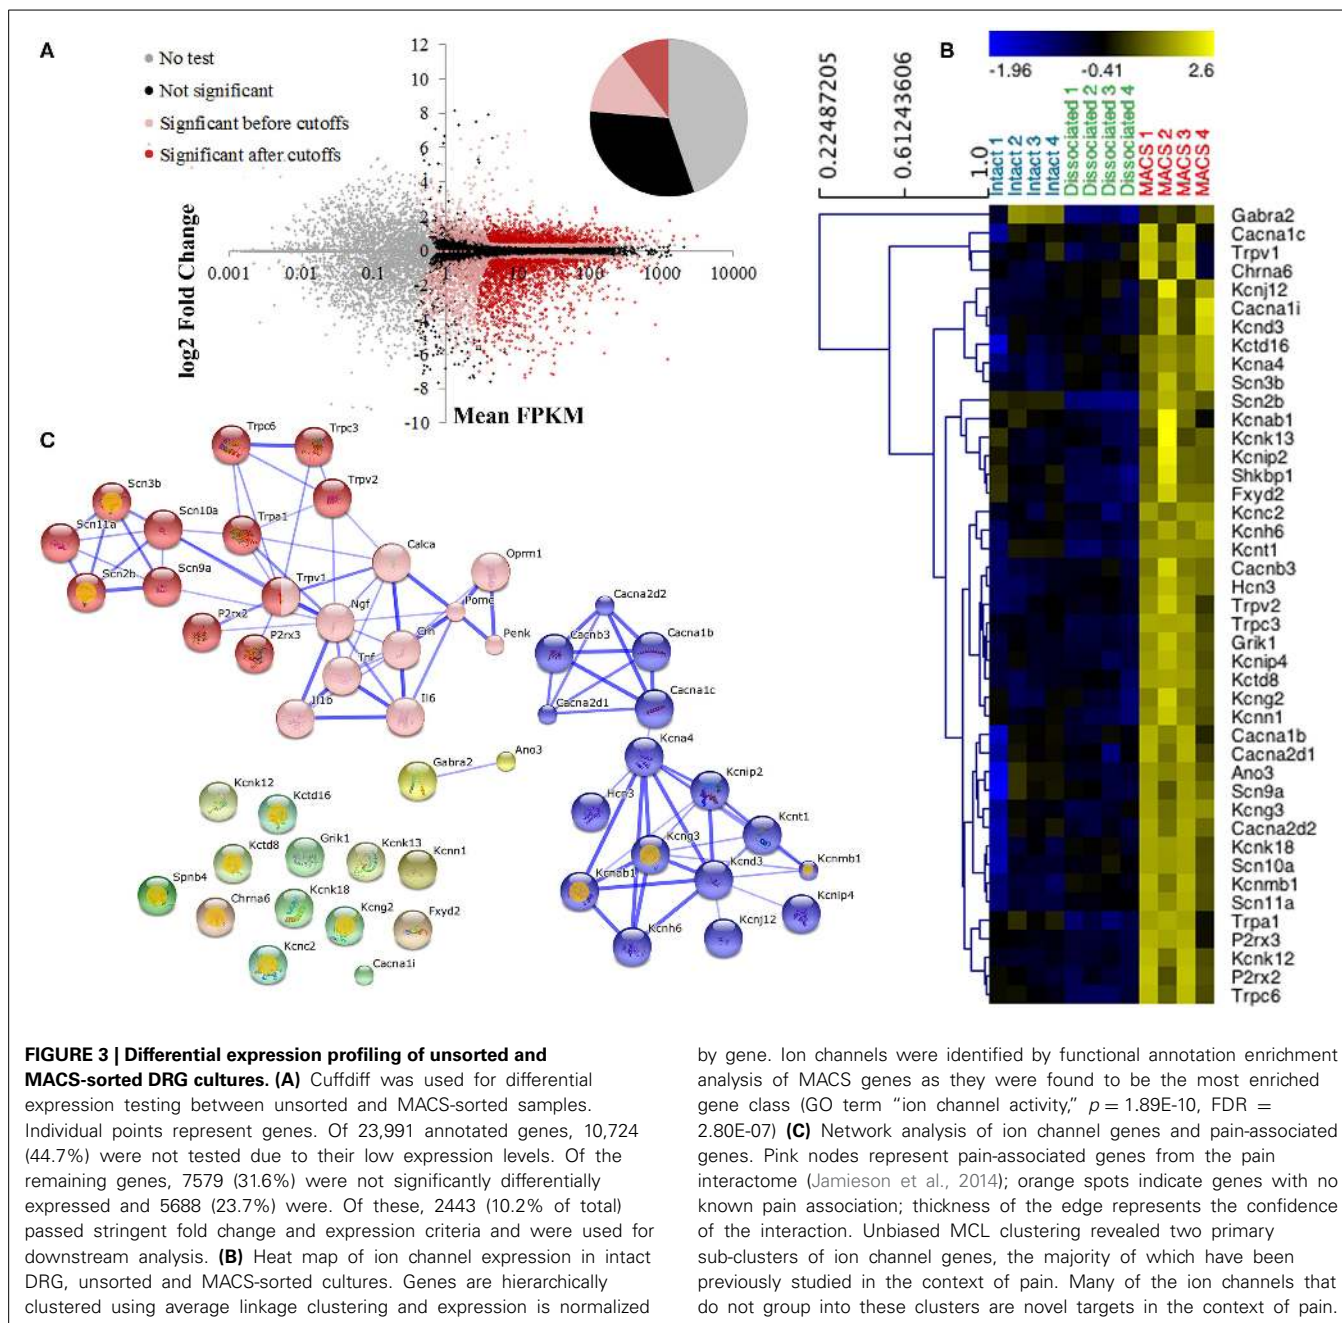 A
No test
Not significant
Signficant before cutoffs
Significant after cutoffs
12
10
8
6
4
2
0
-2
-4
-6
-8
-10
0.001
0.01
0.1
1
10
100
1000
10000
log2 Fold Change
Mean FPKM
B
-1.96
-0.41
2.6
0.22487205
0.61243606
1.0
Intact 1
Intact 2
Intact 3
Intact 4
Dissociated 1
Dissociated 2
Dissociated 3
Dissociated 4
MACS 1
MACS 2
MACS 3
MACS 4
Gabra2
Cacna1c
Trpv1
Chrna6
Kcnj12
Cacna1i
Kcnd3
Kctd16
Kcna4
Scn3b
Scn2b
Kcnab1
Kcnk13
Kcnip2
Shkbp1
Fxyd2
Kcnc2
Kcnh6
Kcnt1
Cacnb3
Hcn3
Trpv2
Trpc3
Grik1
Kcnip4
Kctd8
Kcng2
Kcnn1
Cacna1b
Cacna2d1
Ano3
Scn9a
Kcng3
Cacna2d2
Kcnk18
Scn10a
Kcnmb1
Scn11a
Trpa1
P2rx3
Kcnk12
P2rx2
Trpc6
C
Trpc6
Trpc3
Trpv2
Scn3b
Scn10a
Scn11a
Trpa1
Scn2b
Scn9a
Calca
Oprm1
Trpv1
Ngf
Pomc
P2rx2
P2rx3
Penk
Tnf
Il1b
Il6
Cacna2d2
Cacnb3
Cacna1b
Cacna2d1
Cacna1c
Kcna4
Kcnip2
Hcn3
Kcnt1
Kcng3
Kcnd3
Kcnmb1
Kcnab1
Kcnip4
Kcnh6
Kcnj12
Gabra2
Ano3
Kcnk12
Kctd16
Kctd8
Grik1
Kcnk13
Kcnn1
Spnb4
Chrna6
Kcnk18
Kcng2
Fxyd2
Kcnc2
Cacna1i
FIGURE 3 | Differential expression profiling of unsorted and
MACS-sorted DRG cultures. (A) Cuffdiff was used for differential
expression testing between unsorted and MACS-sorted samples.
Individual points represent genes. Of 23,991 annotated genes, 10,724
(44.7%) were not tested due to their low expression levels. Of the
remaining genes, 7579 (31.6%) were not significantly differentially
expressed and 5688 (23.7%) were. Of these, 2443 (10.2% of total)
passed stringent fold change and expression criteria and were used for
downstream analysis. (B) Heat map of ion channel expression in intact
DRG, unsorted and MACS-sorted cultures. Genes are hierarchically
clustered using average linkage clustering and expression is normalized
by gene. Ion channels were identified by functional annotation enrichment
analysis of MACS genes as they were found to be the most enriched
gene class (GO term “ion channel activity,” p = 1.89E-10, FDR =
2.80E-07) (C) Network analysis of ion channel genes and pain-associated
genes. Pink nodes represent pain-associated genes from the pain
interactome (Jamieson et al., 2014); orange spots indicate genes with no
known pain association; thickness of the edge represents the confidence
of the interaction. Unbiased MCL clustering revealed two primary
sub-clusters of ion channel genes, the majority of which have been
previously studied in the context of pain. Many of the ion channels that
do not group into these clusters are novel targets in the context of pain.